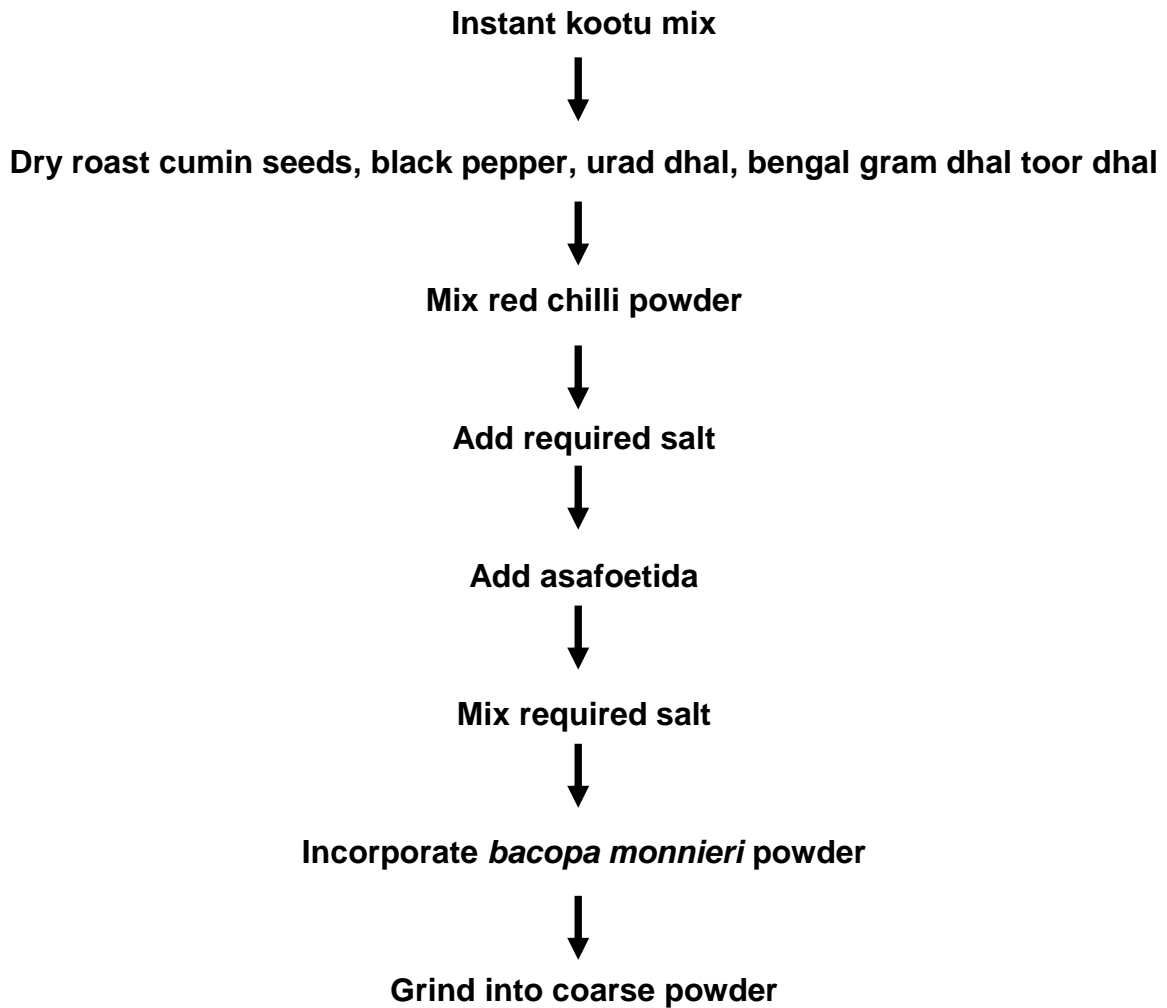 Instant kootu mix
Dry roast cumin seeds, black pepper, urad dhal, bengal gram dhal toor dhal
Mix red chilli powder
Add required salt
Add asafoetida
Mix required salt
Incorporate bacopa monnieri powder
Grind into coarse powder